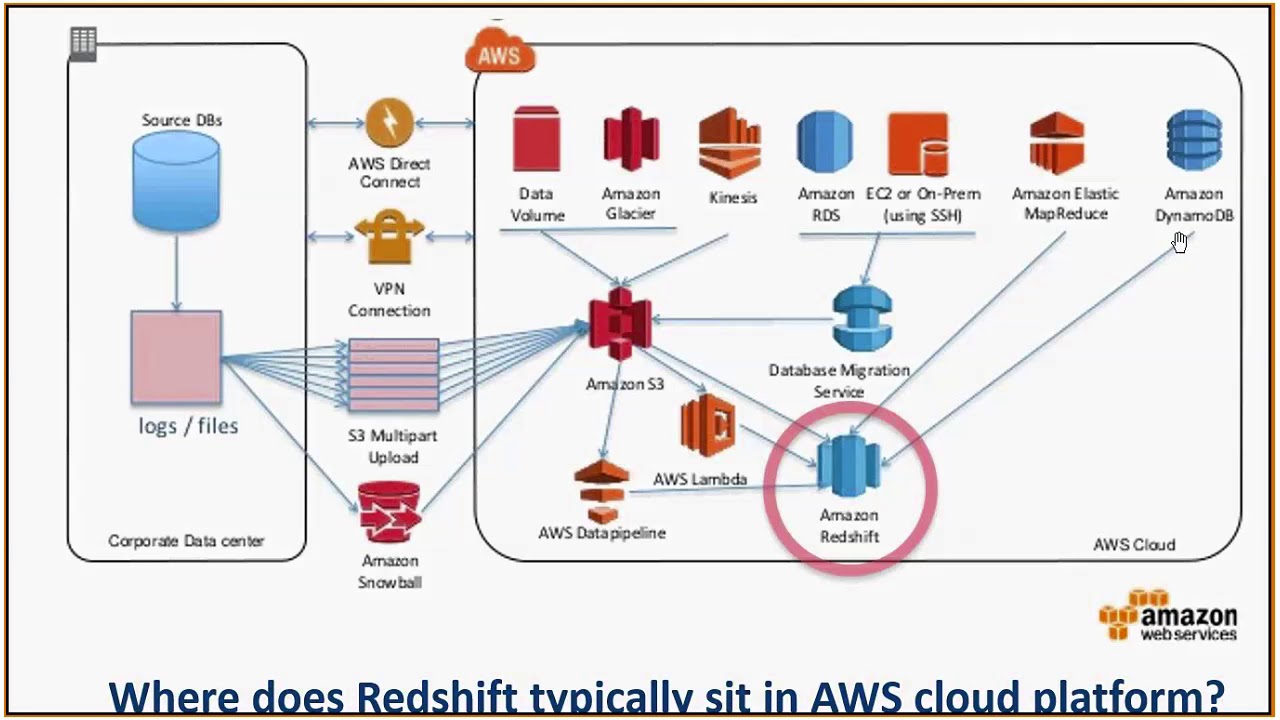 AWS
Source DBs
AWS Direct
Connect
Data
Volume
Amazon
Glacier
Kinesis
Amazon
RDS
EC2 or On-Prem
(using SSH)
Amazon Elastic
MapReduce
Amazon
DynamoDB
VPN
Connection
Amazon S3
Database Migration
Service
logs / files
S3 Multipart
Upload
AWS Lambda
AWS Datapipeline
Amazon
Redshift
Corporate Data center
AWS Cloud
Amazon
Snowball
amazon
web services
Where does Redshift typically sit in AWS cloud platform?